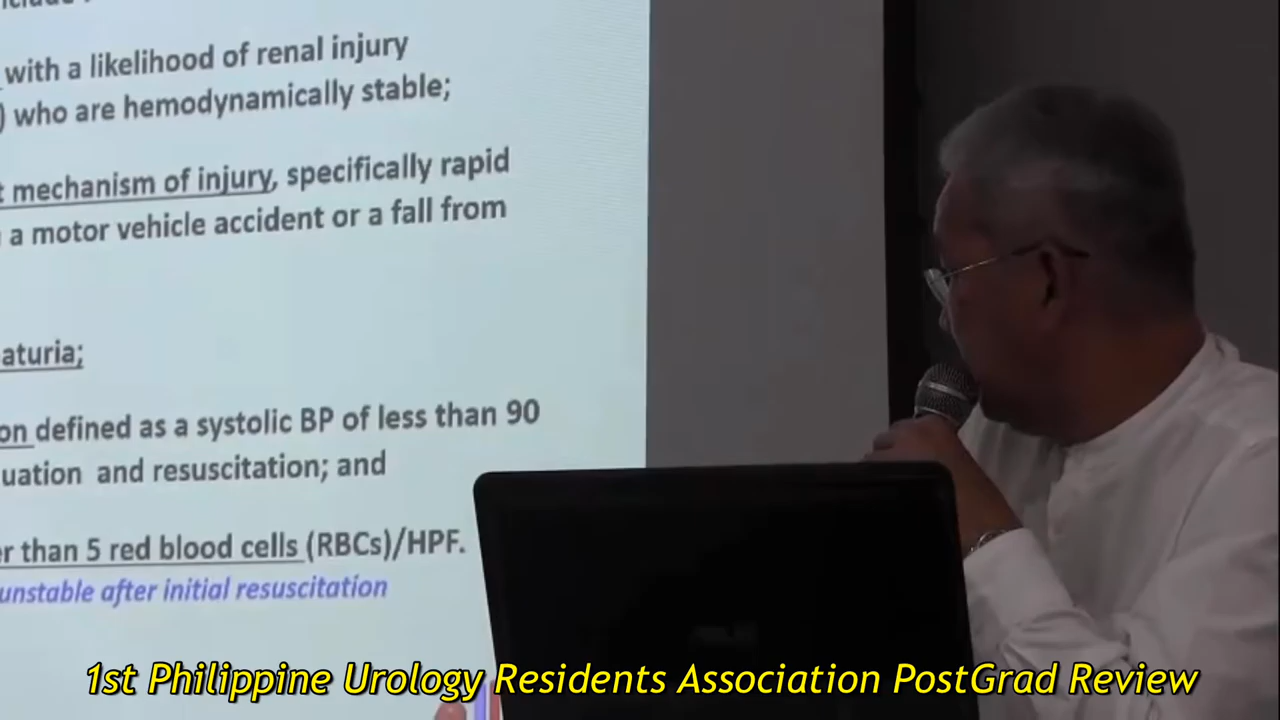 with a likelihood of renal injury
) who are hemodynamically stable;
mechanism of injury, specifically rapid
a motor vehicle accident or a fall from
aturia;
on defined as a systolic BP of less than 90
uation and resuscitation; and
er than 5 red blood cells (RBCs)/HPF.
unstable after initial resuscitation
1st Philippine Urology Residents Association PostGrad Review